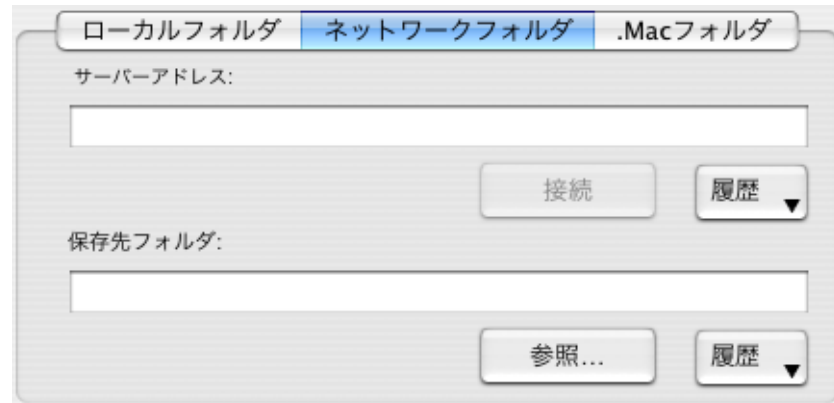 ローカルフォルダ ネットワークフォルダ .Macフォルダ
サーバーアドレス:
接続 履歴
保存先フォルダ:
参照... 履歴